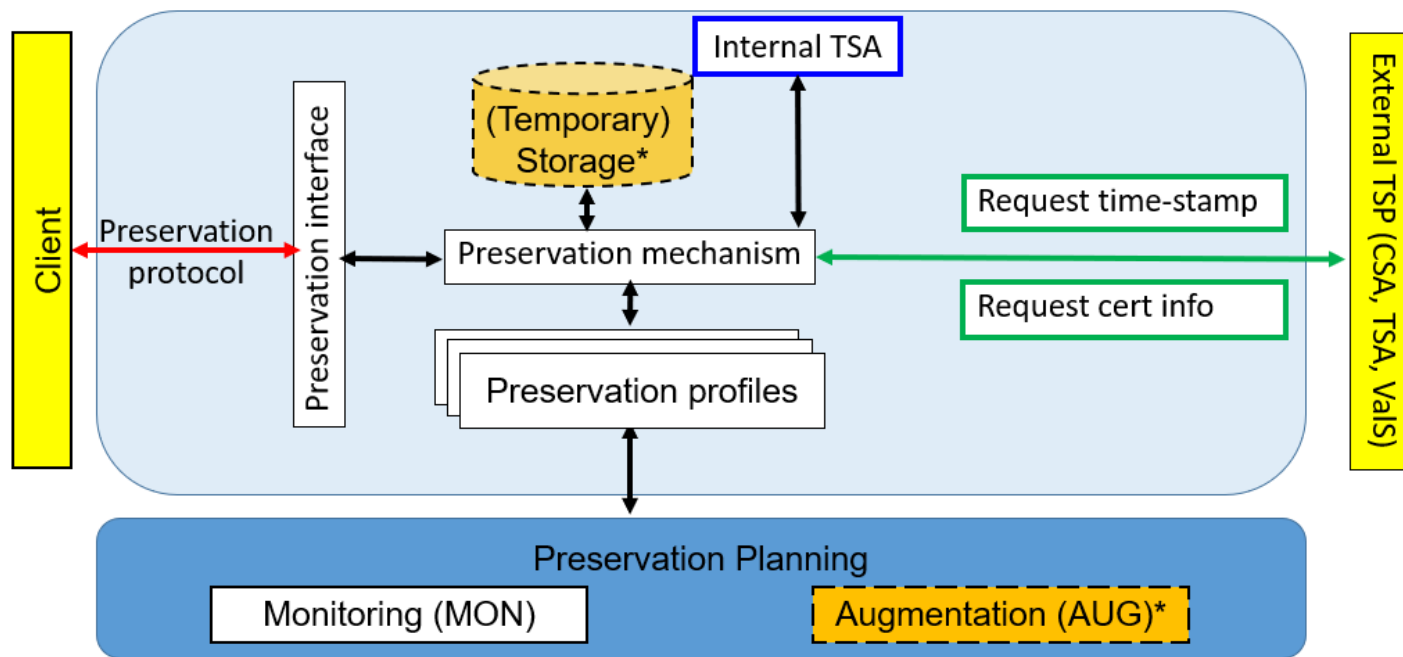 Client
Preservation
protocol
Preservation interface
(Temporary)
Storage*
Internal TSA
Preservation mechanism
Preservation profiles
Request time-stamp
Request cert info
External TSP (CSA, TSA, ValS)
Preservation Planning
Monitoring (MON)
Augmentation (AUG)*